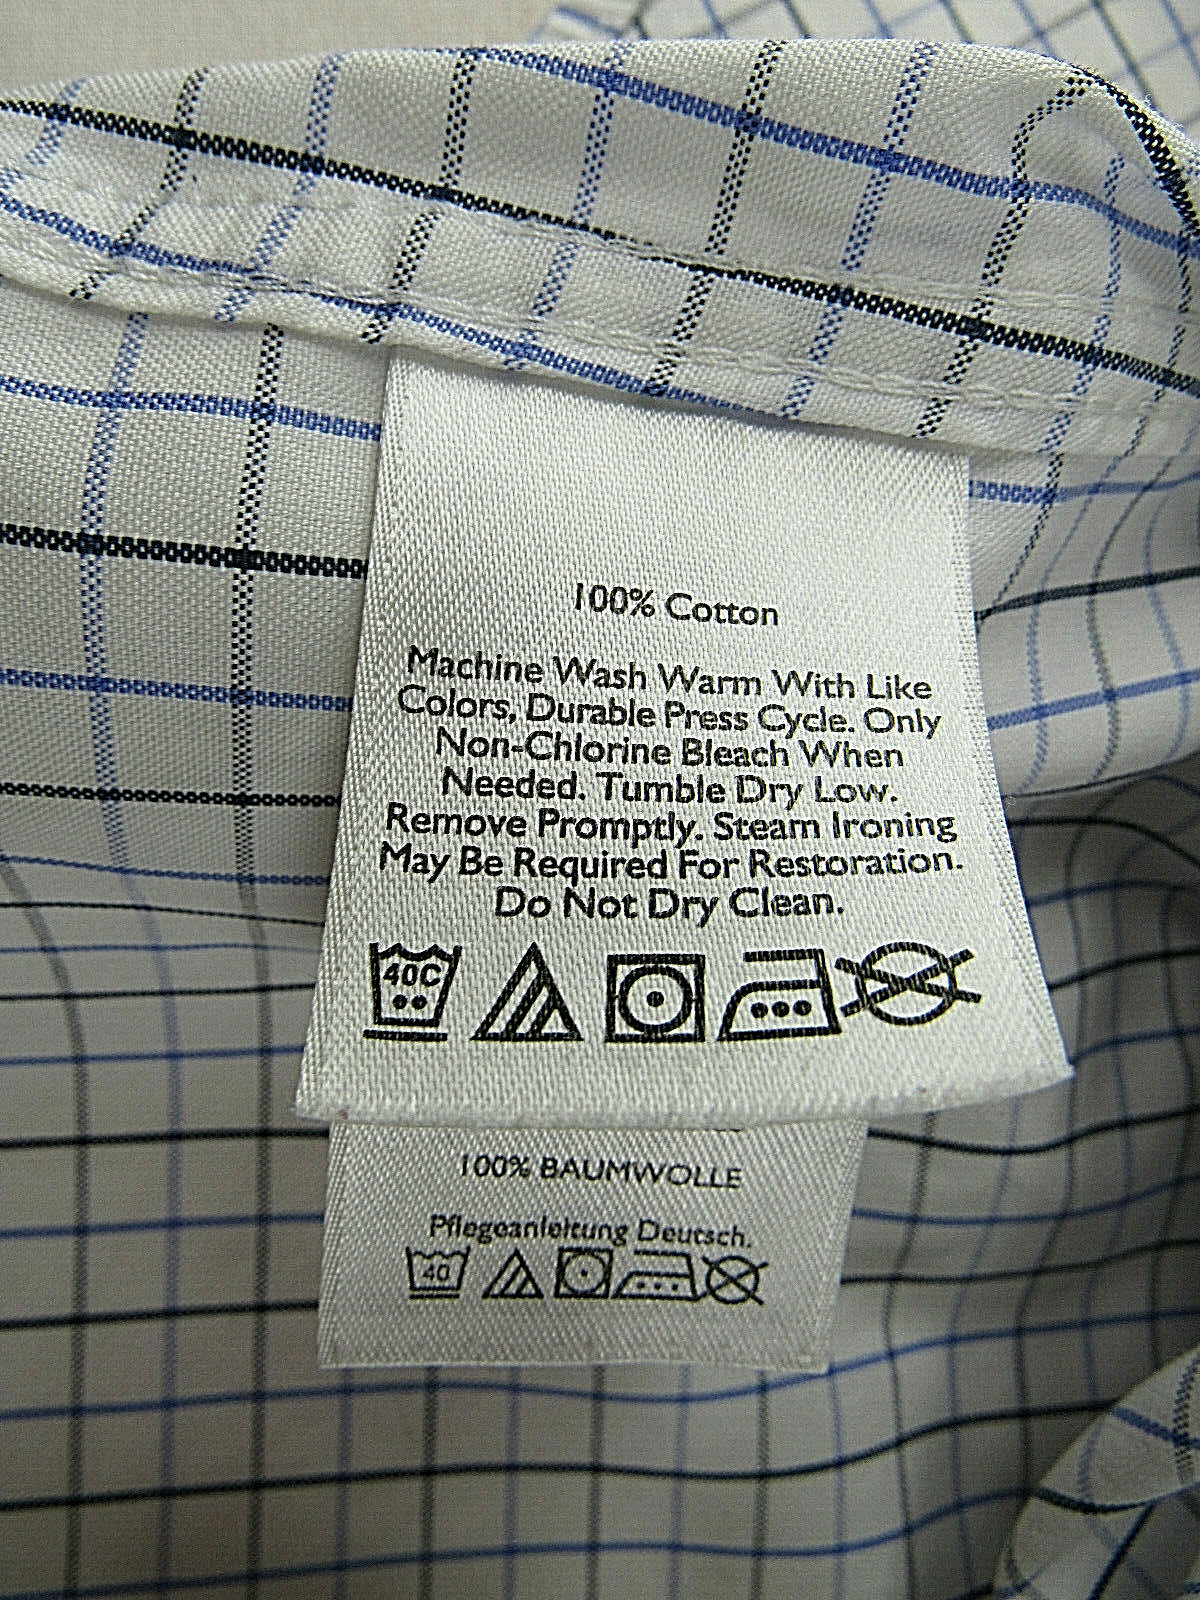 100% Cotton
Machine Wash Warm With Like
Colors, Durable Press Cycle. Only
Non-Chlorine Bleach When
Needed. Tumble Dry Low.
Remove Promptly. Steam Ironing
May Be Required For Restoration.
Do Not Dry Clean.
40C
100% BAUMWOLLE
Pflegeanleitung Deutsch.
40